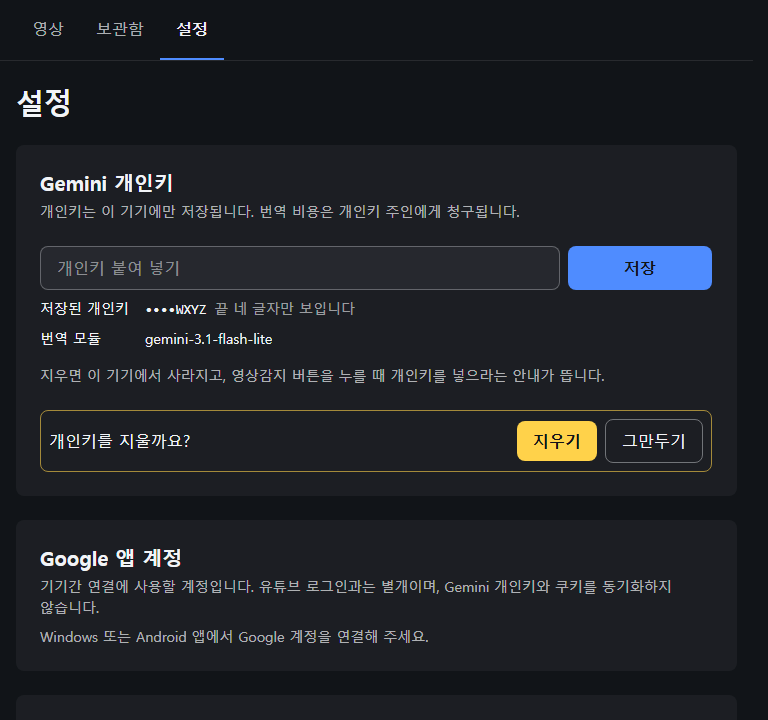 영상 보관함 설정
설정
Gemini 개인키
개인키는 이 기기에만 저장됩니다. 번역 비용은 개인키 주인에게 청구됩니다.
개인키 붙여 넣기 저장
저장된 개인키 ••••WXYZ 끝 네 글자만 보입니다
번역 모듈 gemini-3.1-flash-lite
지우면 이 기기에서 사라지고, 영상감지 버튼을 누를 때 개인키를 넣으라는 안내가 뜹니다.
개인키를 지울까요? 지우기 그만두기
Google 앱 계정
기기간 연결에 사용할 계정입니다. 유튜브 로그인과는 별개이며, Gemini 개인키와 쿠키를 동기화하지
않습니다.
Windows 또는 Android 앱에서 Google 계정을 연결해 주세요.